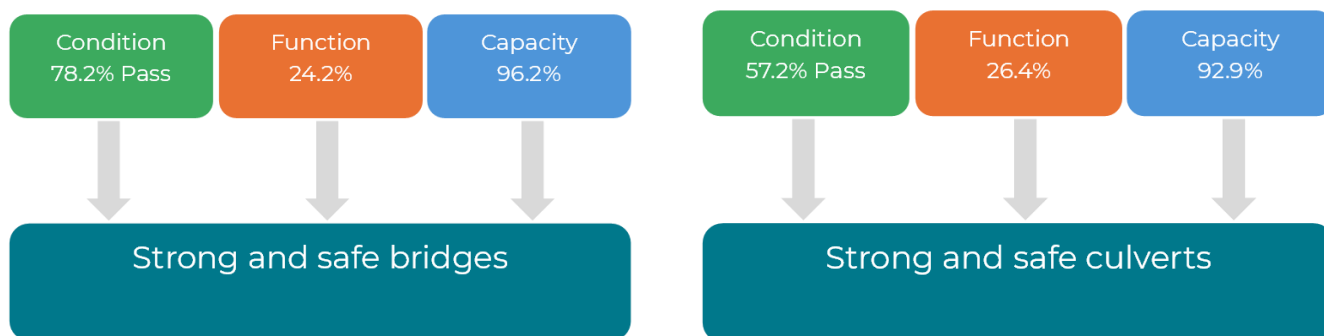 Condition
78.2% Pass
Function
24.2%
Capacity
96.2%
Strong and safe bridges
Condition
57.2% Pass
Function
26.4%
Capacity
92.9%
Strong and safe culverts